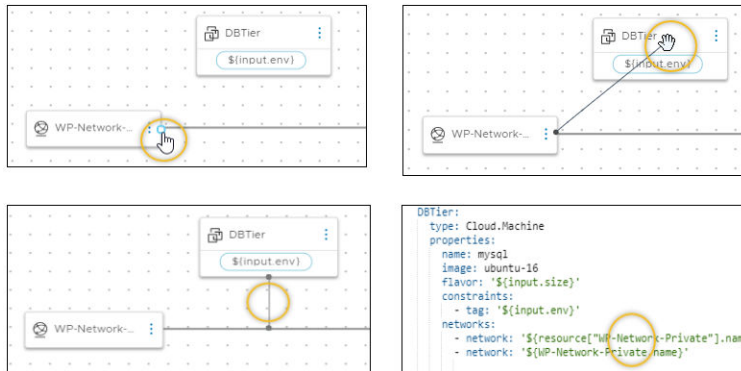 DBTier
${input.env}
WP-Network-...
DBTier
${input.env}
WP-Network-...
DBTier
${input.env}
WP-Network-...
DBTier:
type: Cloud.Machine
properties:
name: mysql
image: ubuntu-16
flavor: '${input.size}'
constraints:
- tag: '${input.env}'
networks:
- network: '${resource["WP-Network-Private"].nam
- network: '${WP-Network-Private/name}'